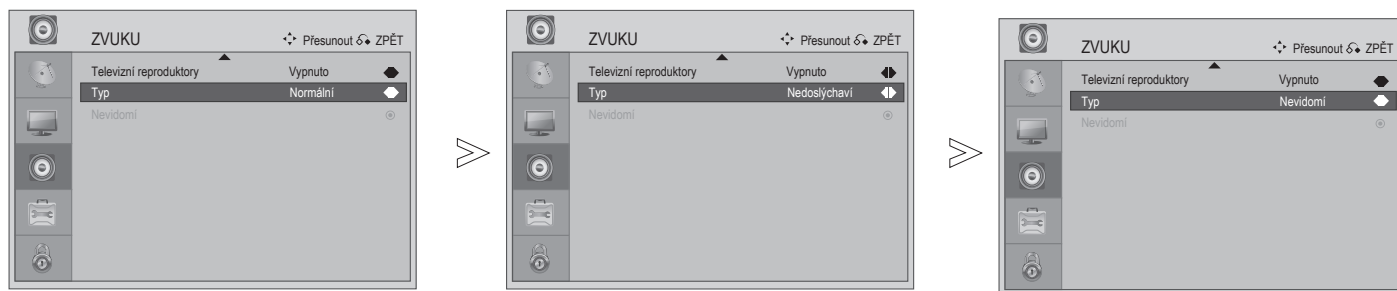 ZVUKU Přesunout ZPĚT
Televizní reproduktory Vypnuto
Typ Normální
Nevidomí
ZVUKU Přesunout ZPĚT
Televizní reproduktory Vypnuto
Typ Nedoslýchaví
Nevidomí
ZVUKU Přesunout ZPĚT
Televizní reproduktory Vypnuto
Typ Nevidomí
Nevidomí